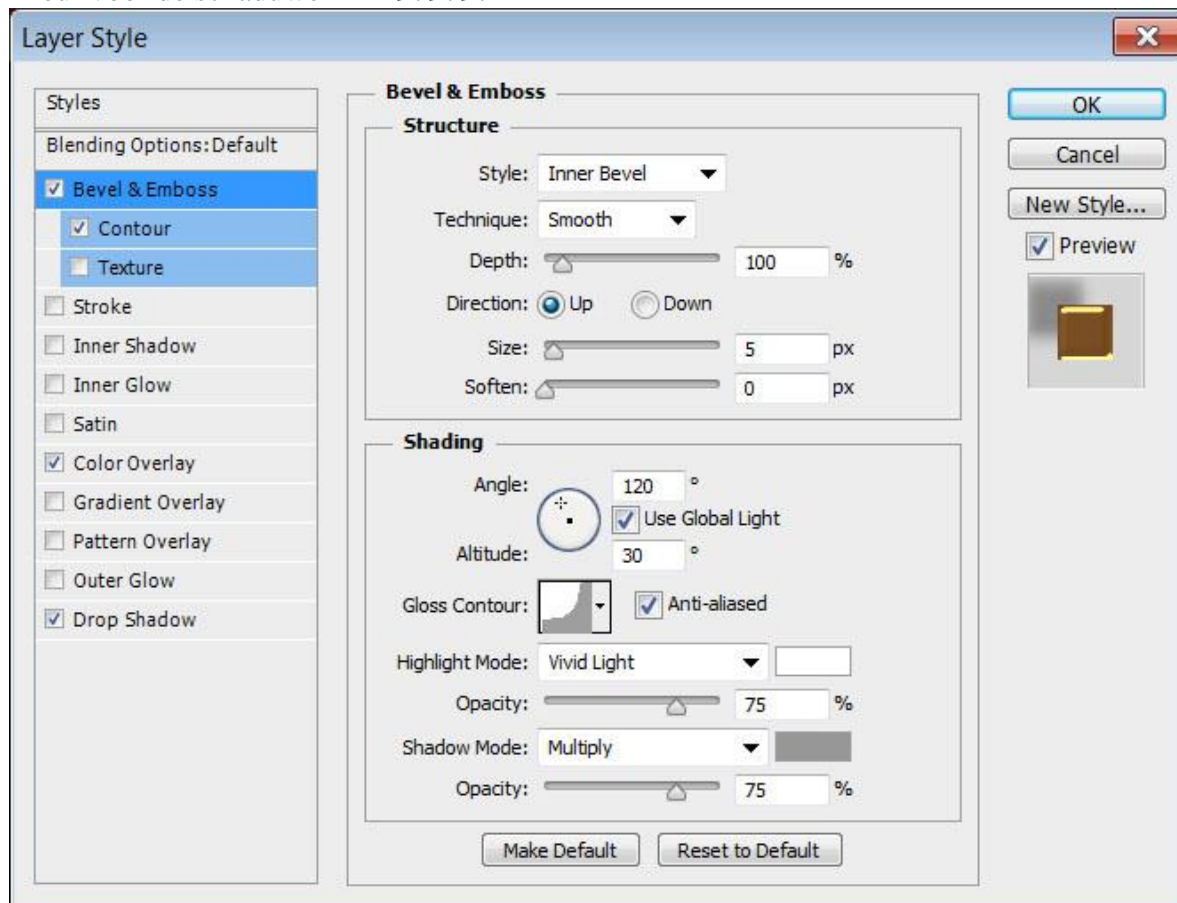 Layer Style
Styles
Blending Options:Default
Bevel & Emboss
Contour
Texture
Stroke
Inner Shadow
Inner Glow
Satin
Color Overlay
Gradient Overlay
Pattern Overlay
Outer Glow
Drop Shadow
Bevel & Emboss
Structure
Style: Inner Bevel
Technique: Smooth
Depth: 100 %
Direction: Up Down
Size: 5 px
Soften: 0 px
Shading
Angle: 120 °
Use Global Light
Altitude: 30 °
Gloss Contour: Anti-aliased
Highlight Mode: Vivid Light
Opacity: 75 %
Shadow Mode: Multiply
Opacity: 75 %
Make Default Reset to Default
OK
Cancel
New Style...
Preview